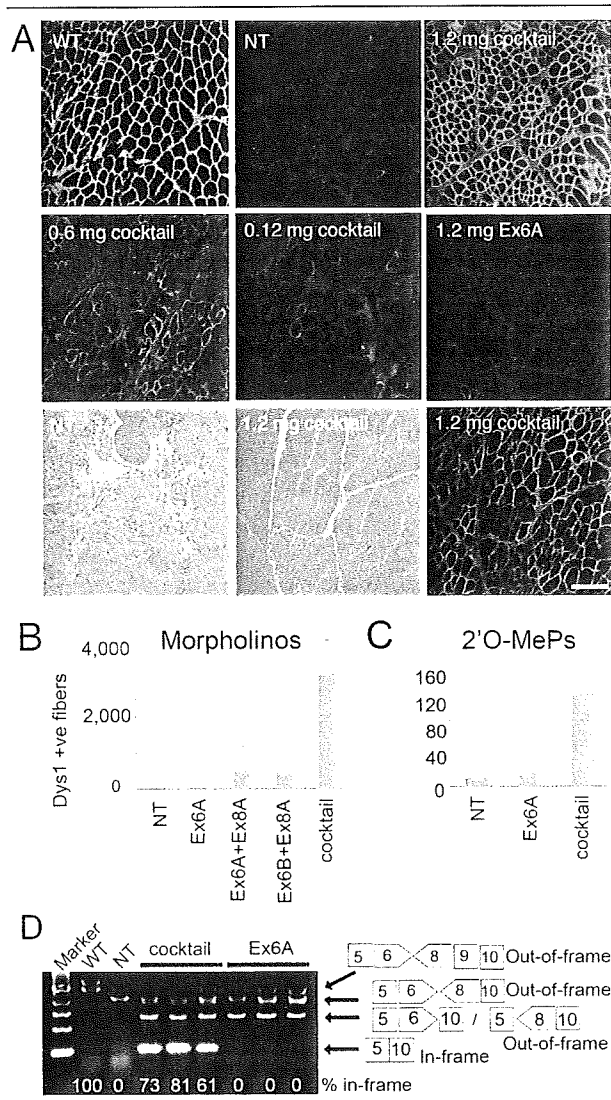 A
WT
NT
1.2 mg cocktail
0.6 mg cocktail
0.12 mg cocktail
1.2 mg Ex6A
1.2 mg cocktail
1.2 mg cocktail
B
Morpholinos
C
2'O-MePs
4,000
2,000
0
Dys1 +ve fibers
NT
Ex6A
Ex6A+Ex8A
Ex6B+Ex8A
cocktail
160
120
80
40
0
NT
Ex6A
cocktail
D
Marker
WT
NT
cocktail
Ex6A
100 0 73 81 61 0 0 0 % in-frame
5 6 8 9 10 Out-of-frame
5 6 8 10 Out-of-frame
5 6 10 / 5 8 10
Out-of-frame
5 10 In-frame